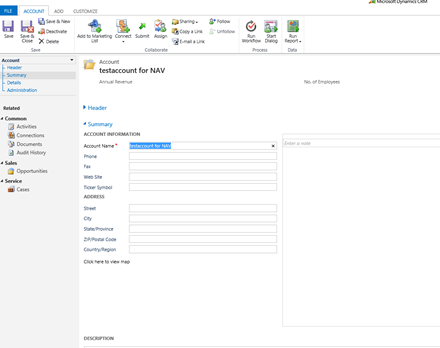 Microsoft Dynamics CRM
FILE ACCOUNT ADD CUSTOMIZE
Save
Save & Close
Save & New
Deactivate
Delete
Save
Add to Marketing List
Connect
Submit
Assign
Sharing
Copy a Link
E-mail a Link
Follow
Unfollow
Collaborate
Run Workflow
Start Dialog
Process
Run Report
Data
Account
Header
Summary
Details
Administration
Related
Common
Activities
Connections
Documents
Audit History
Sales
Opportunities
Service
Cases
Account
testaccount for NAV
Annual Revenue No. of Employees
Header
Summary
ACCOUNT INFORMATION
Account Name * testaccount for NAV
Phone
Fax
Web Site
Ticker Symbol
ADDRESS
Street
City
State/Province
ZIP/Postal Code
Country/Region
Click here to view map
Enter a note
DESCRIPTION